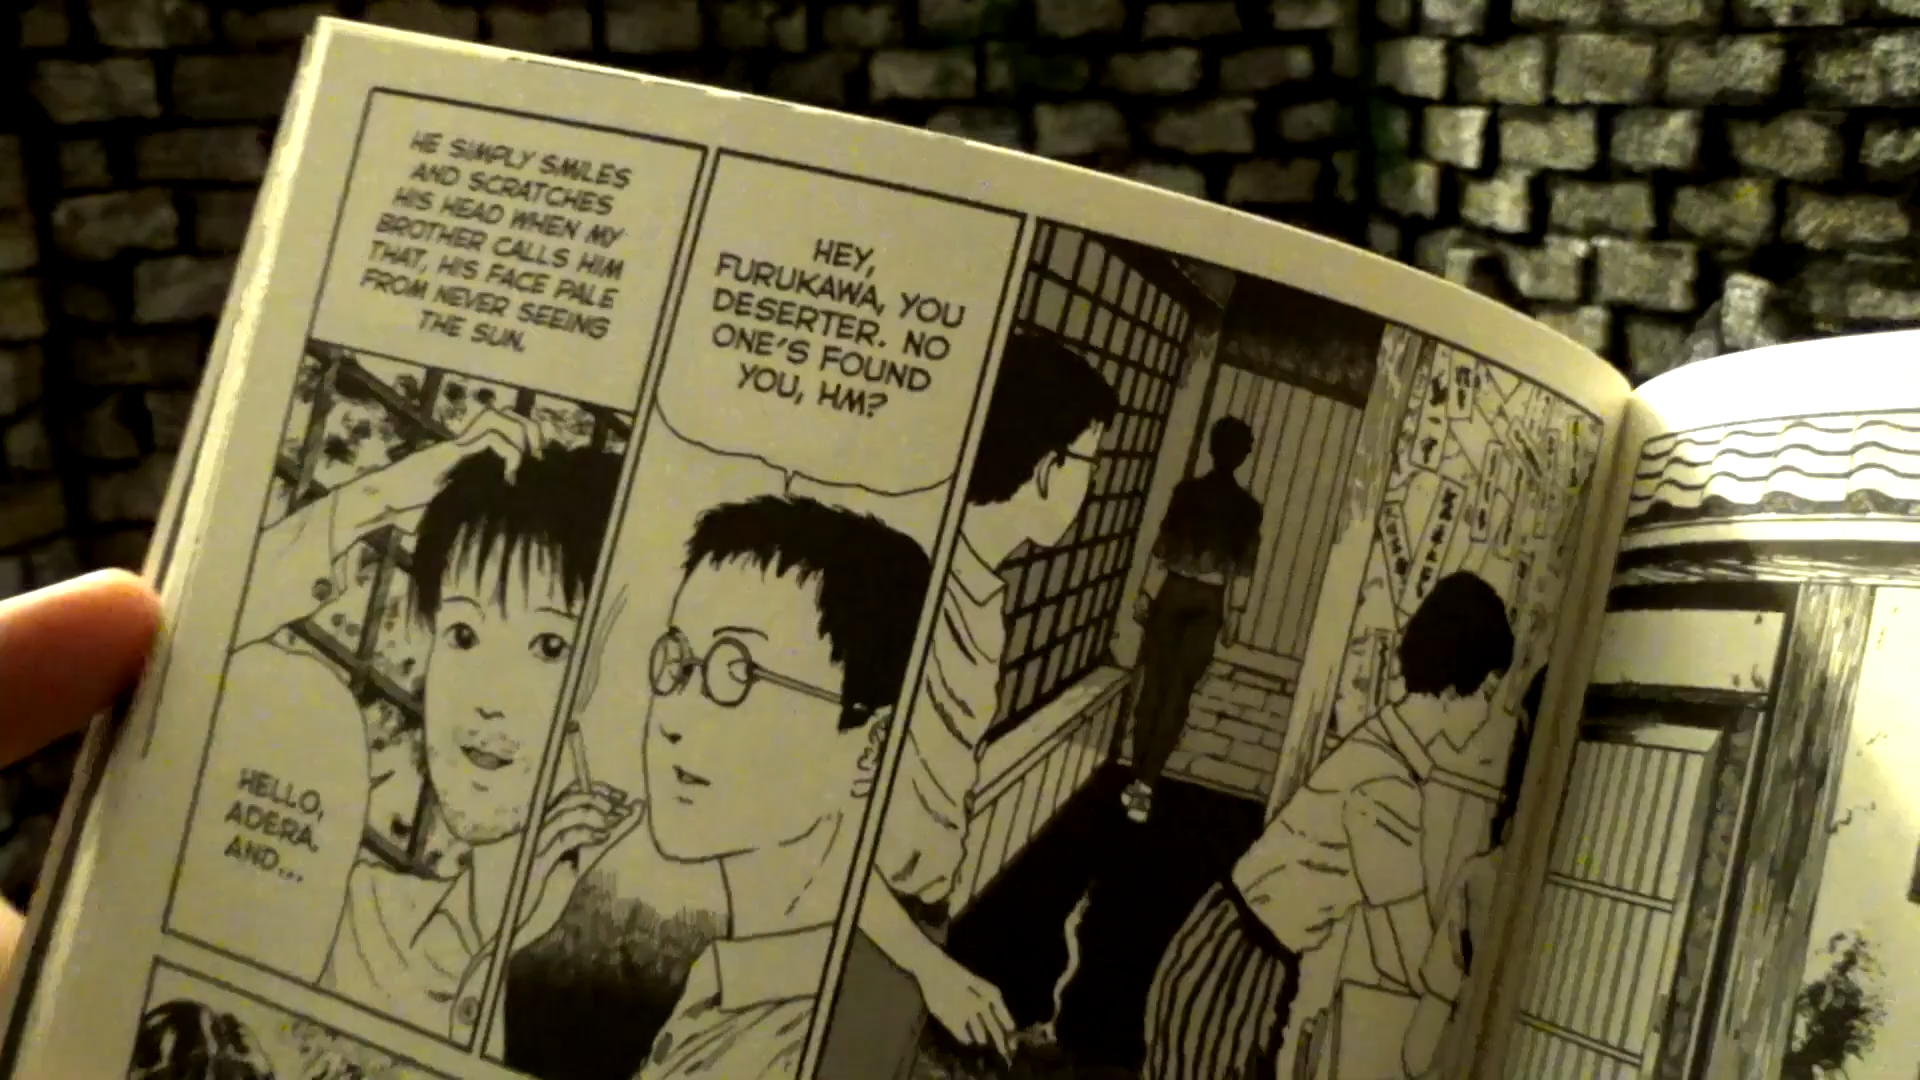 HE SIMPLY SMILES
AND SCRATCHES
HIS HEAD WHEN MY
BROTHER CALLS HIM
THAT, HIS FACE PALE
FROM NEVER SEEING
THE SUN.
HELLO,
ADERA.
AND...
HEY,
FURUKAWA, YOU
DESERTER. NO
ONE'S FOUND
YOU, HM?